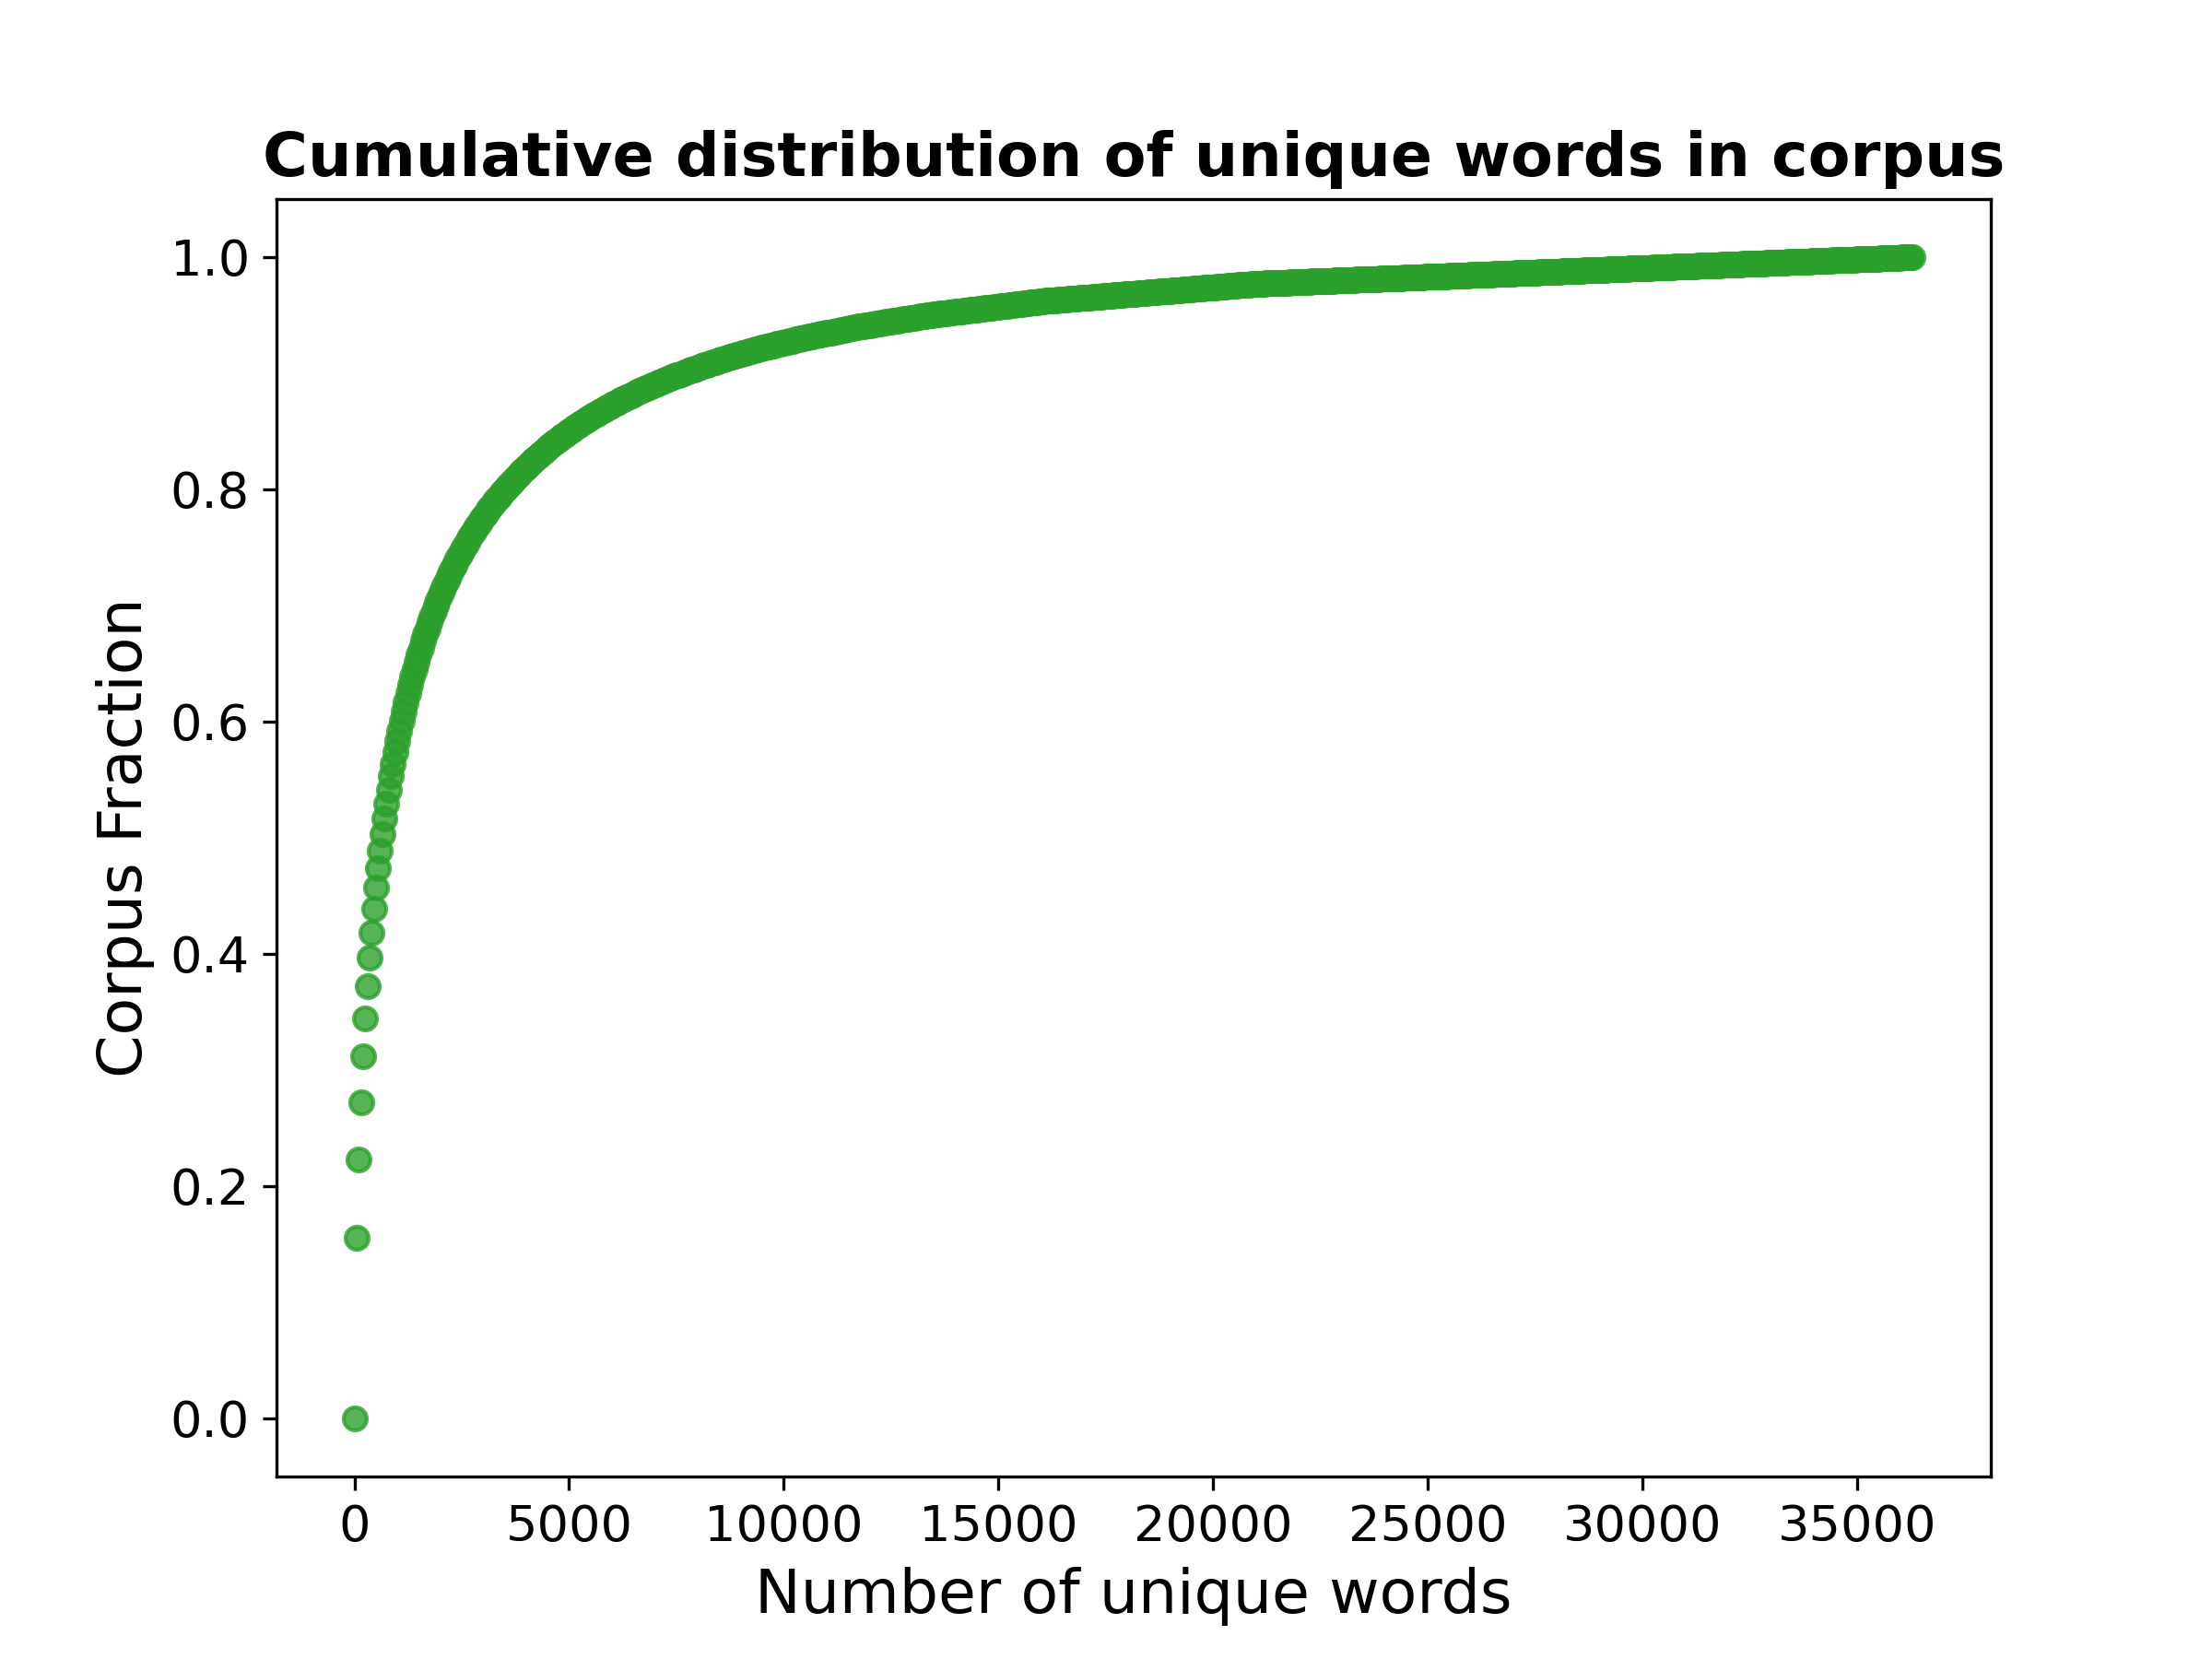 Cumulative distribution of unique words in corpus
1.0
0.8
0.6
0.4
0.2
0.0
Corpus Fraction
0 5000 10000 15000 20000 25000 30000 35000
Number of unique words